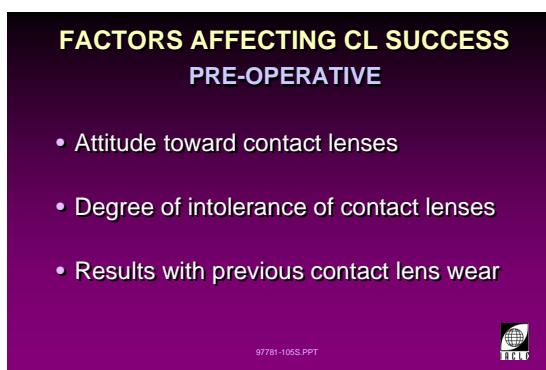 FACTORS AFFECTING CL SUCCESS
PRE-OPERATIVE
• Attitude toward contact lenses
• Degree of intolerance of contact lenses
• Results with previous contact lens wear
97781-105S.PPT
IACLE